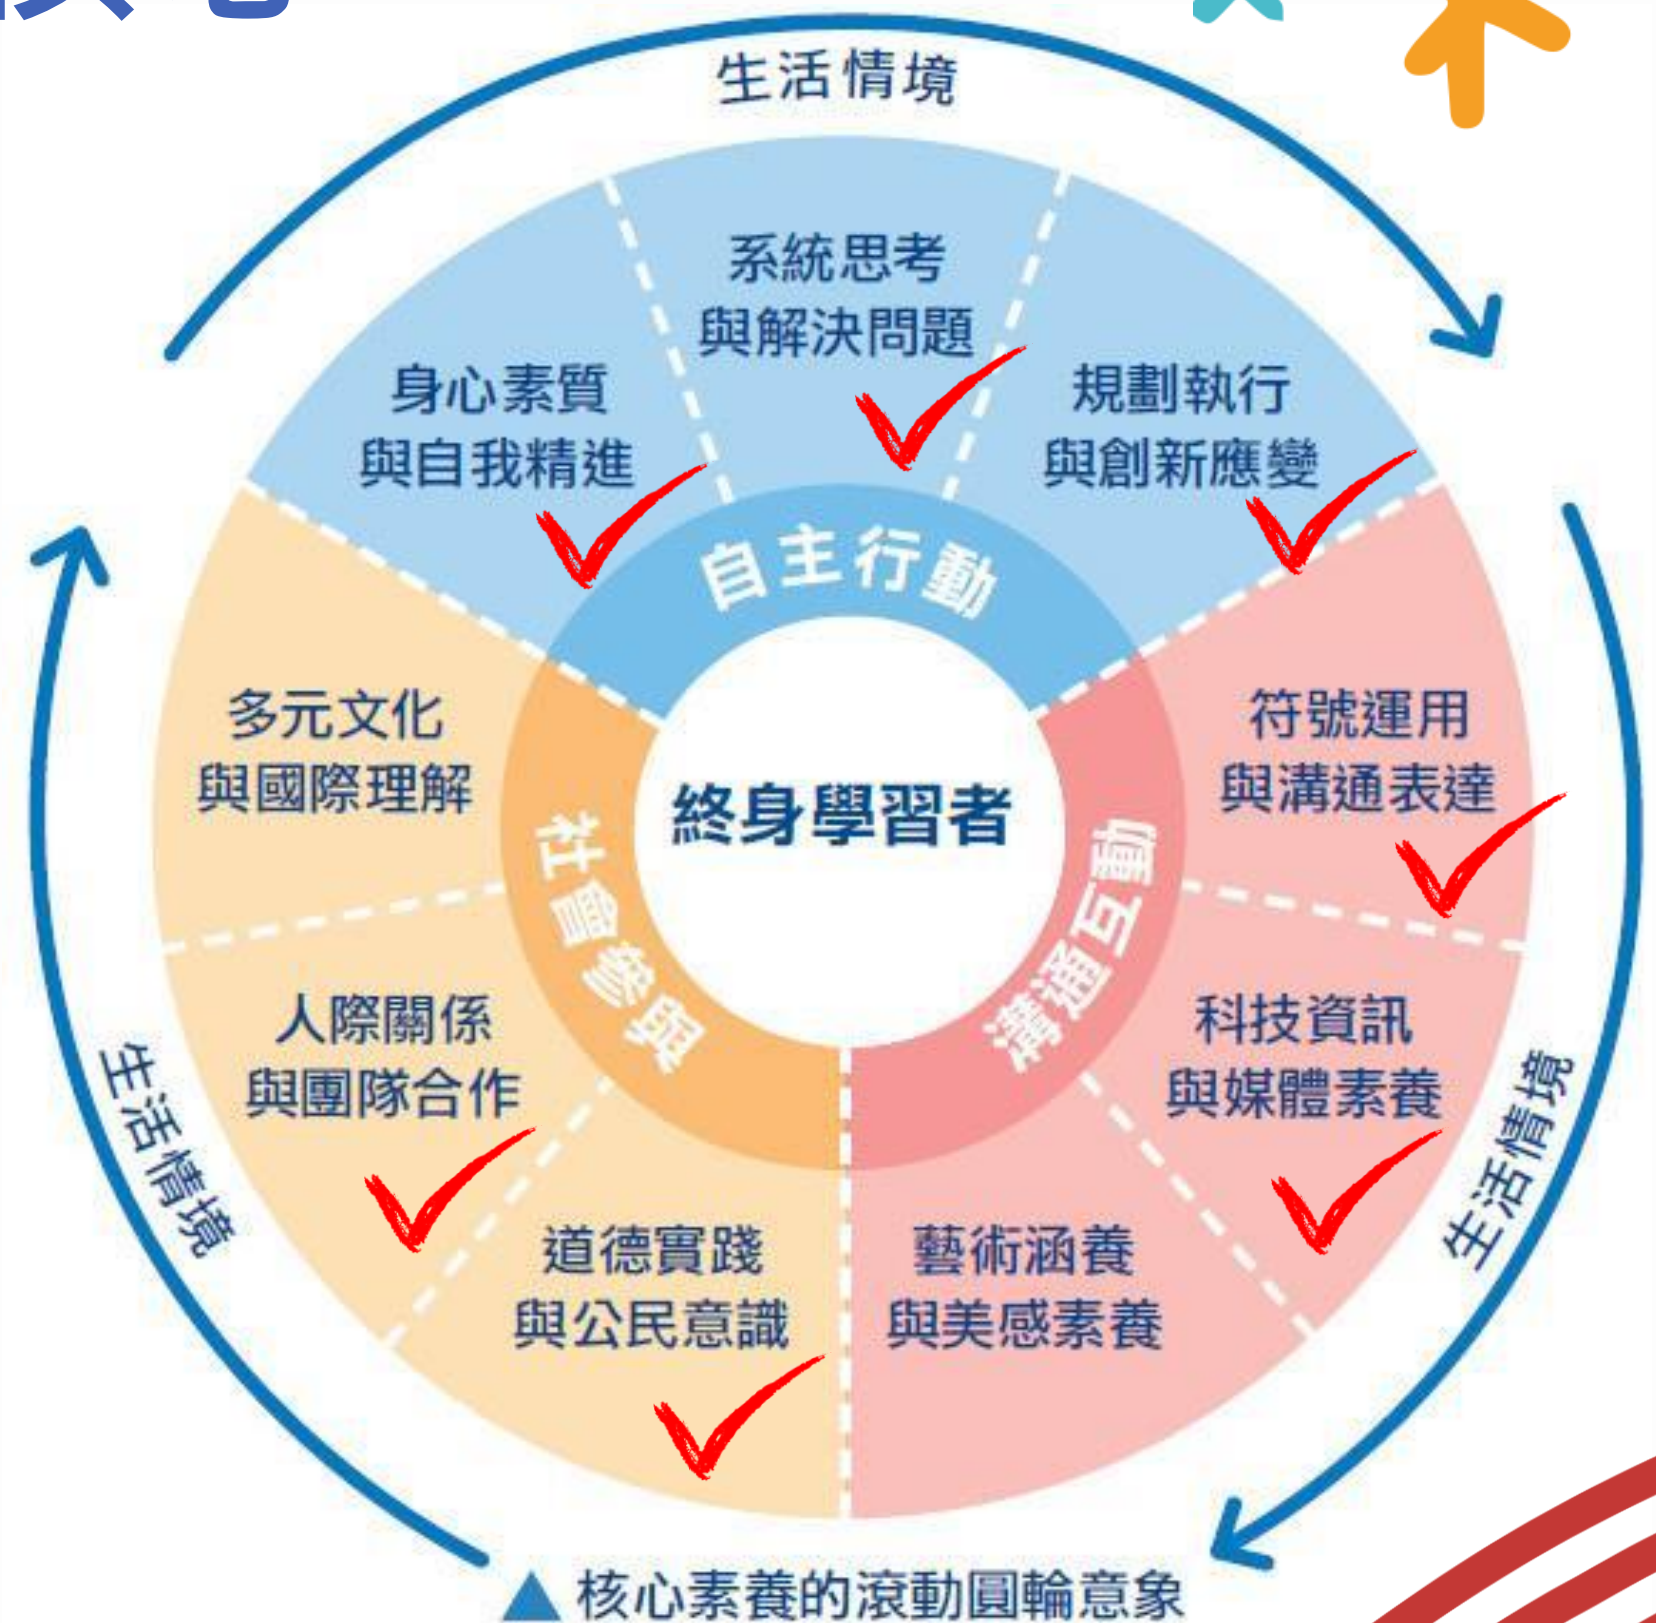 生活情境
系統思考
與解決問題
身心素質
與自我精進
規劃執行
與創新應變
自主行動
多元文化
與國際理解
符號運用
與溝通表達
終身學習者
社會參與
溝通互動
人際關係
與團隊合作
科技資訊
與媒體素養
生活情境
生活情境
道德實踐
與公民意識
藝術涵養
與美感素養
▲ 核心素養的滾動圓輪意象